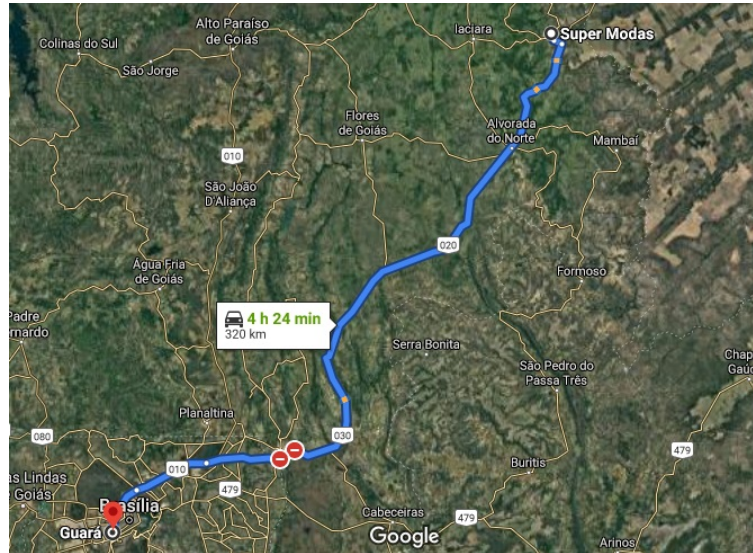 Alto Paraíso
de Goiás
Colinas do Sul
São Jorge
Iaciara
Super Modas
Flores
de Goiás
Alvorada
do Norte
Mambaí
010
São João
D'Aliança
020
Água Fria
de Goiás
Formoso
Padre
ernardo
4 h 24 min
320 km
Serra Bonita
São Pedro do
Passa Três
Chap
Gaúc
Planaltina
080
030
010
479
479
as Lindas
e Goiás
Buritis
Brasília
Guará
Cabeceiras
479
Google
Arinos